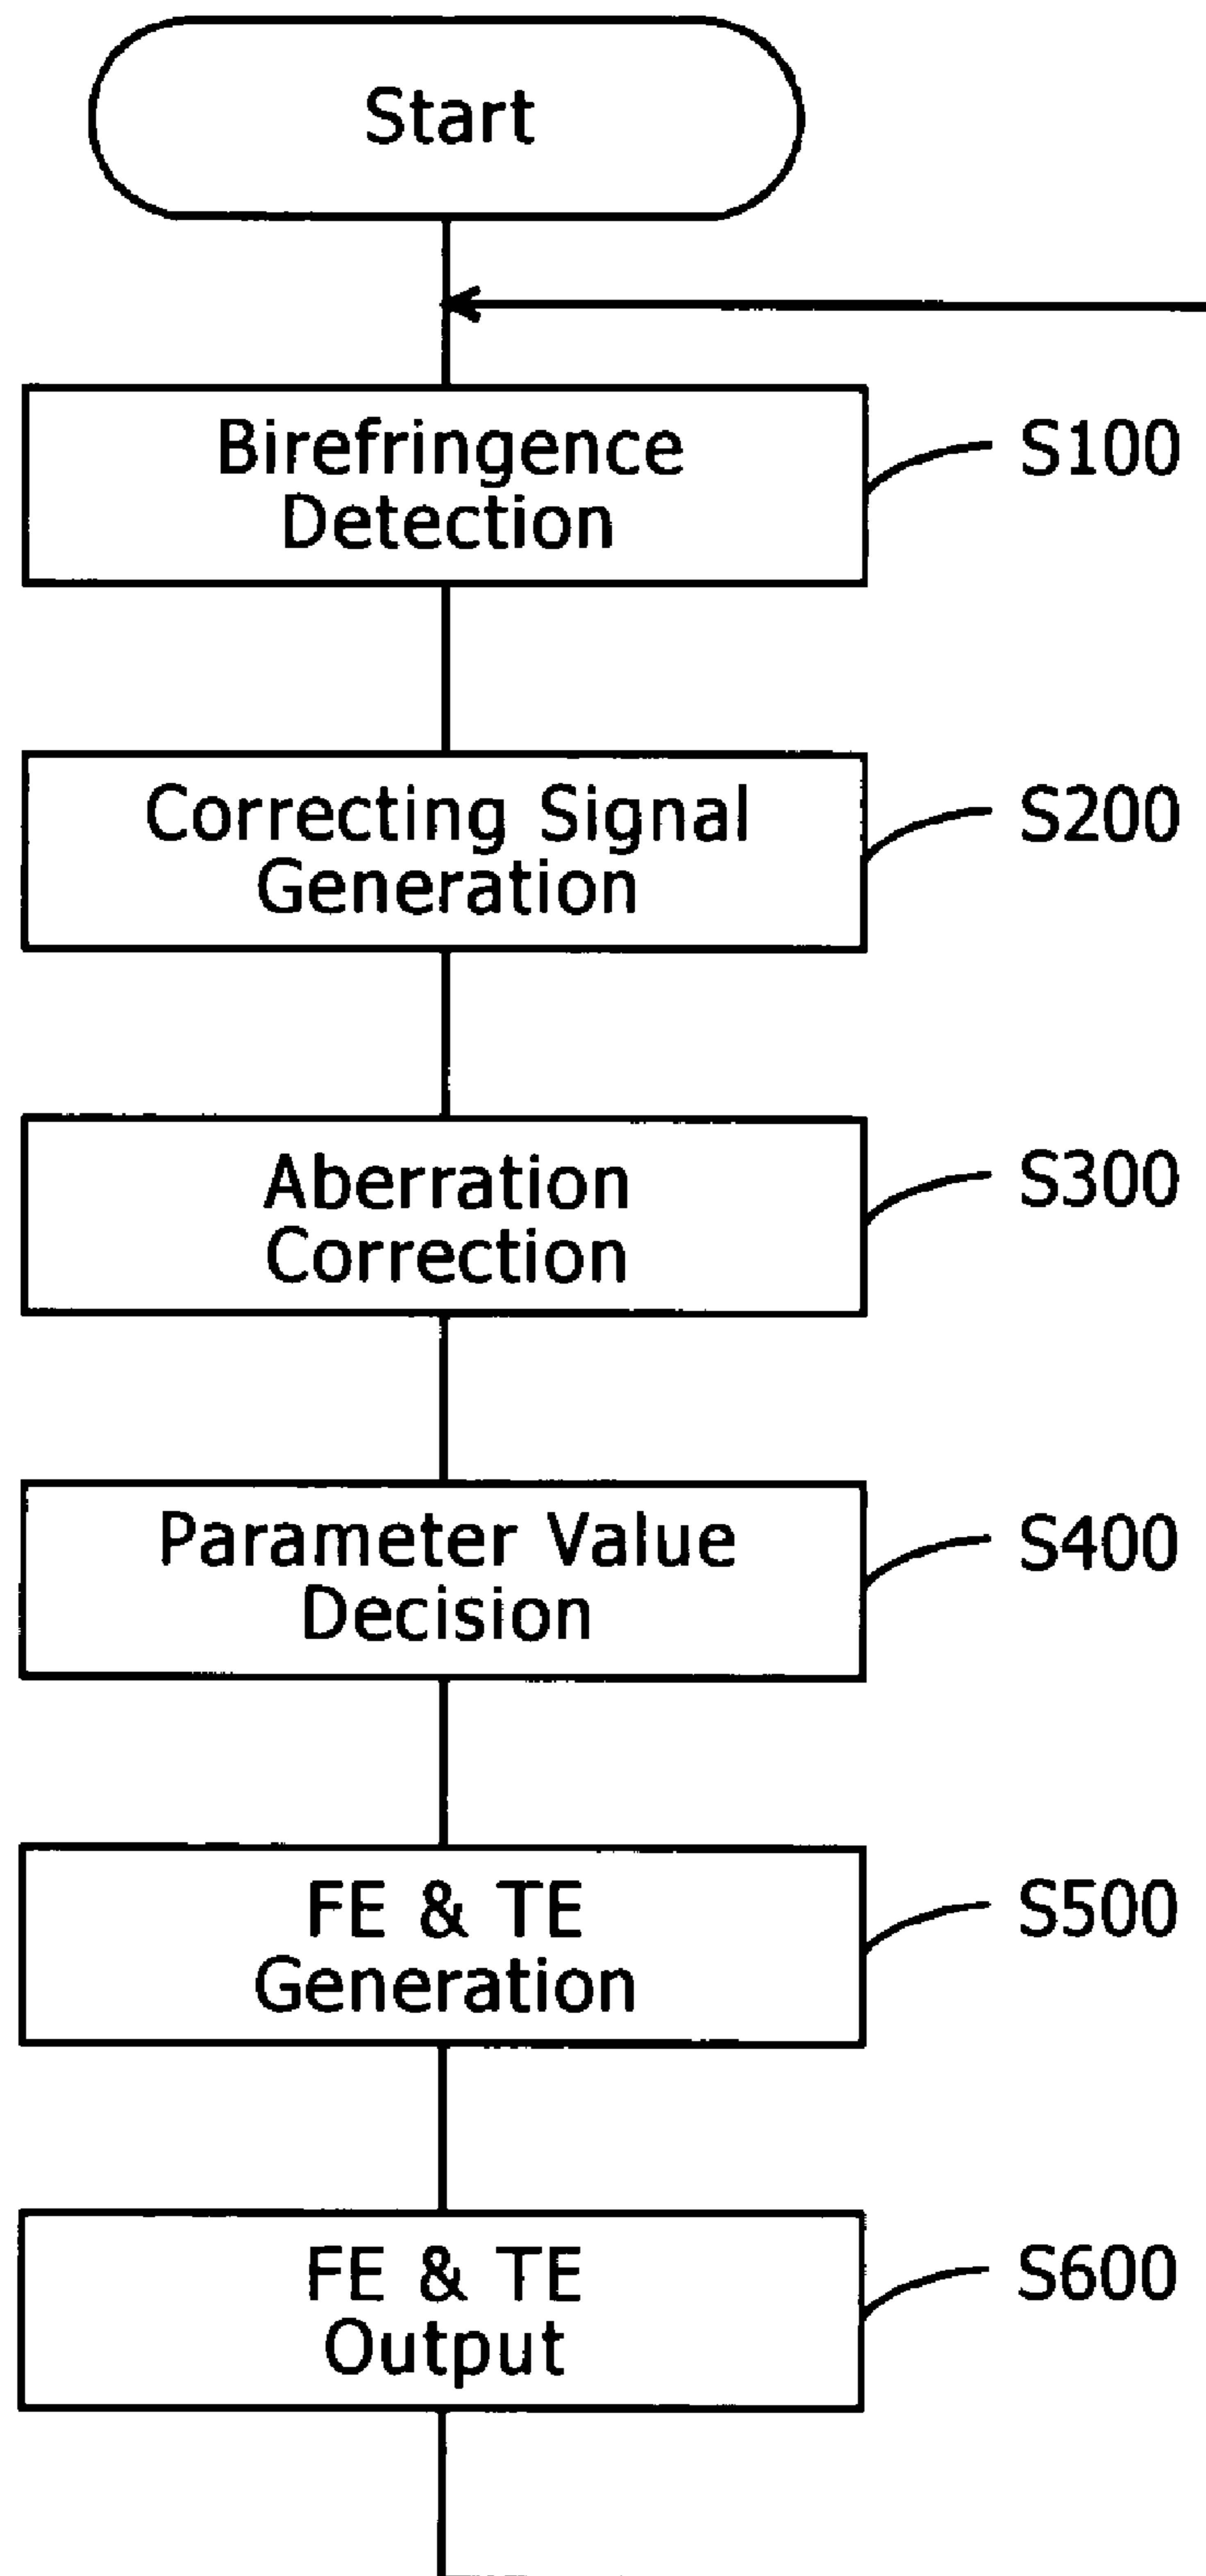 Start
Birefringence
Detection
S100
Correcting Signal
Generation
S200
Aberration
Correction
S300
Parameter Value
Decision
S400
FE & TE
Generation
S500
FE & TE
Output
S600